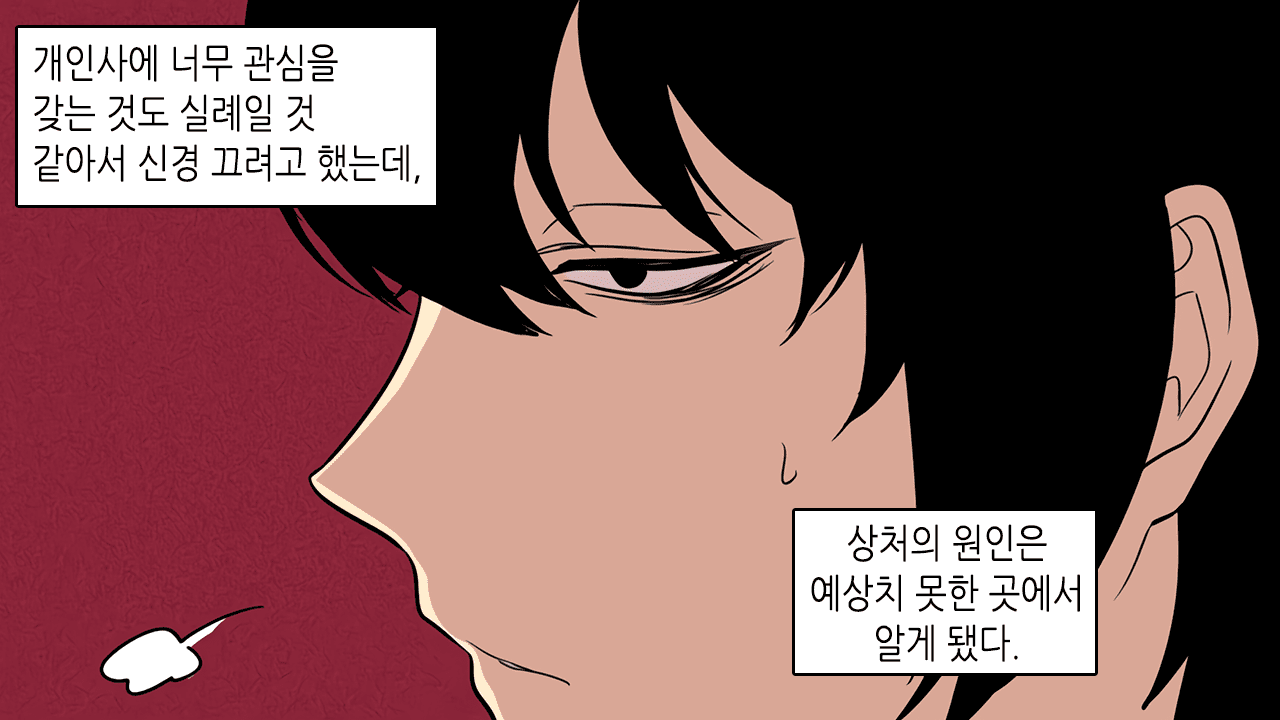 개인사에 너무 관심을
갖는 것도 실례일 것
같아서 신경 끄려고 했는데,
상처의 원인은
예상치 못한 곳에서
알게 됐다.